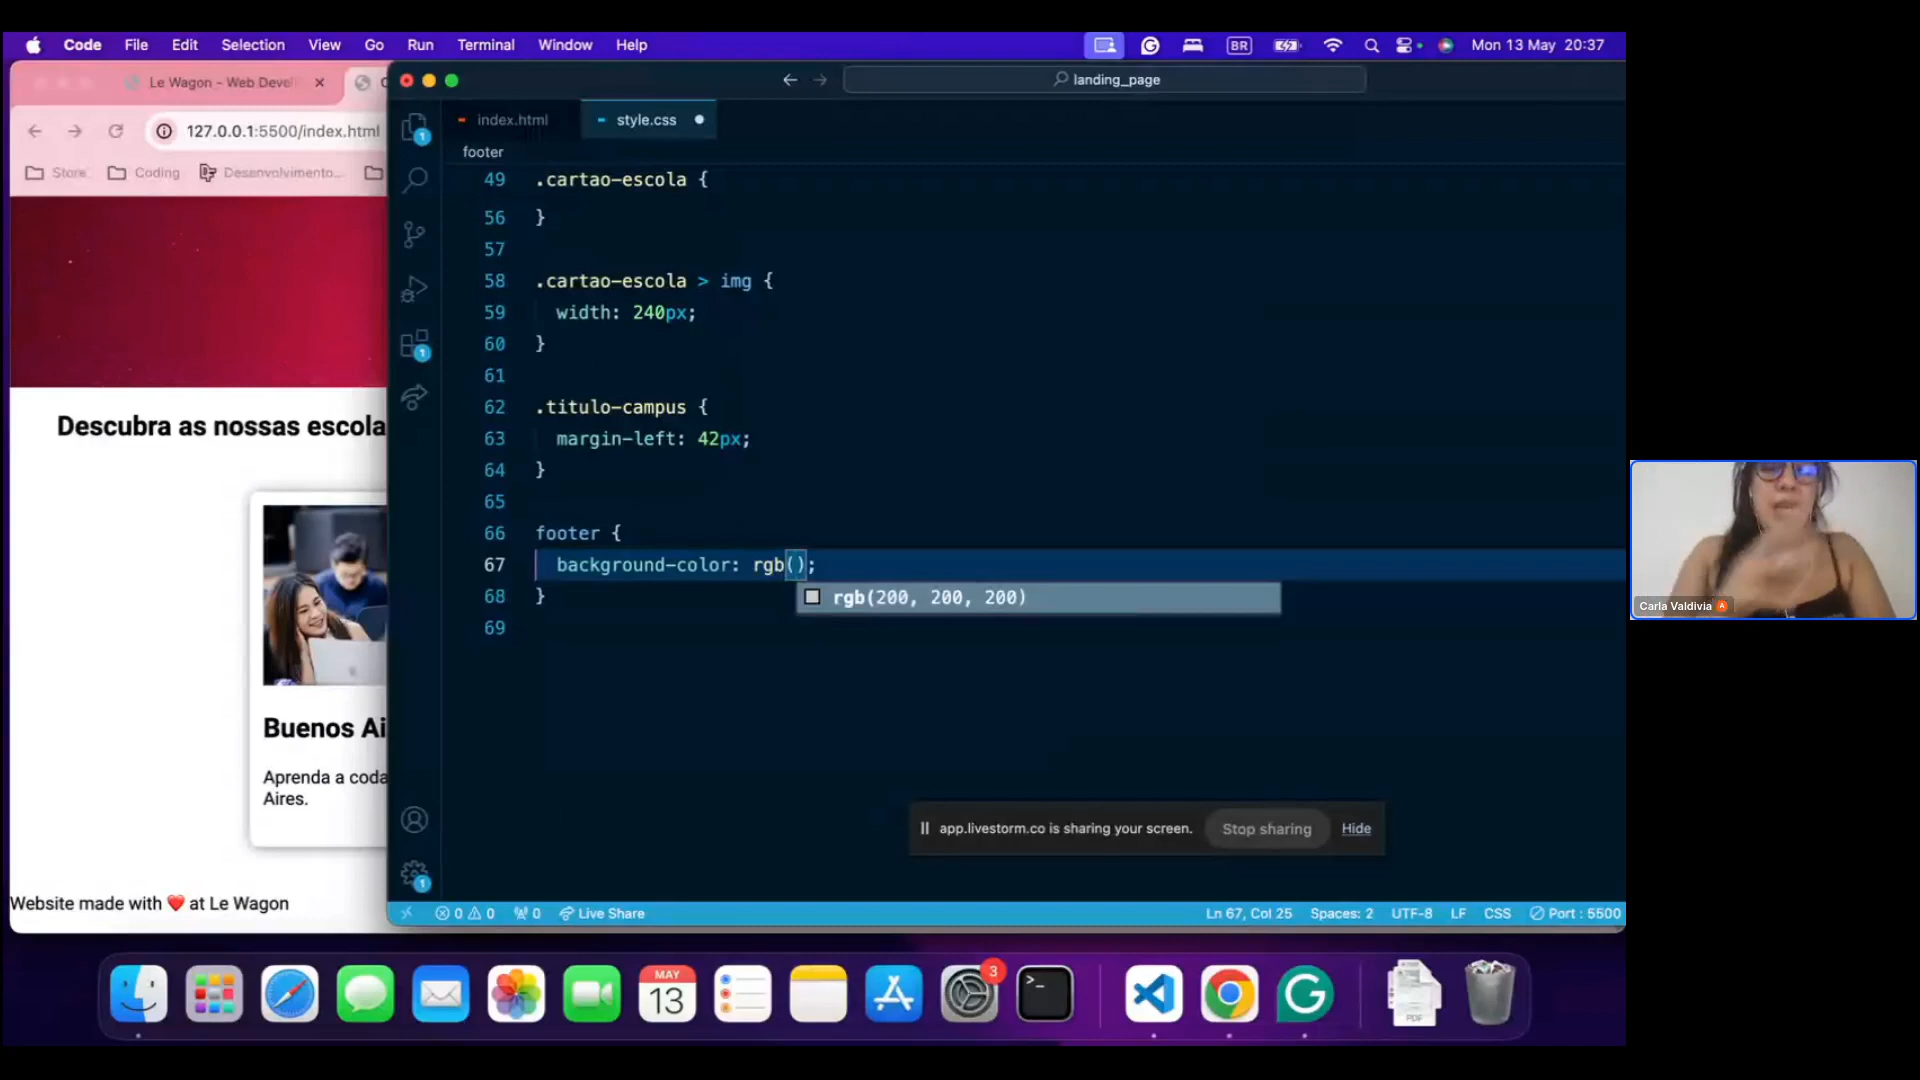 Code File Edit Selection View Go Run Terminal Window Help BR Mon 13 May 20:37
Le Wagon - Web Devel
127.0.0.1:5500/index.html
Store Coding Desenvolvimento...
Descubra as nossas escola
Buenos Ai
Aprenda a coda
Aires.
Website made with ❤️ at Le Wagon
landing_page
index.html style.css
footer
49 .cartao-escola {
56 }
57
58 .cartao-escola > img {
59 width: 240px;
60 }
61
62 .titulo-campus {
63 margin-left: 42px;
64 }
65
66 footer {
67 background-color: rgb();
rgb(200, 200, 200)
68 }
69
1
1
1
app.livestorm.co is sharing your screen. Stop sharing Hide
0 0 0 Live Share Ln 67, Col 25 Spaces: 2 UTF-8 LF CSS Port : 5500
Carla Valdivia A
MAY
13
3
>_
PDF